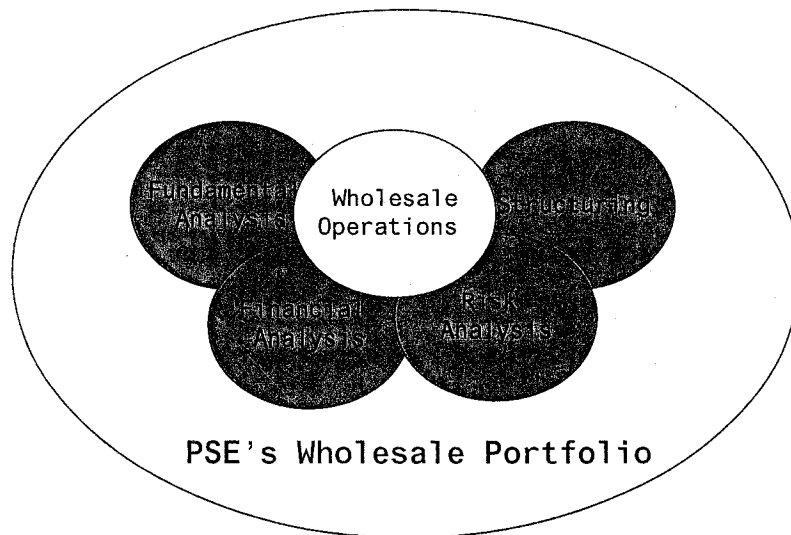 Fundamental
Analysis
Wholesale
Operations
Structuring
Financial
Analysis
Risk
Analysis
PSE's Wholesale Portfolio